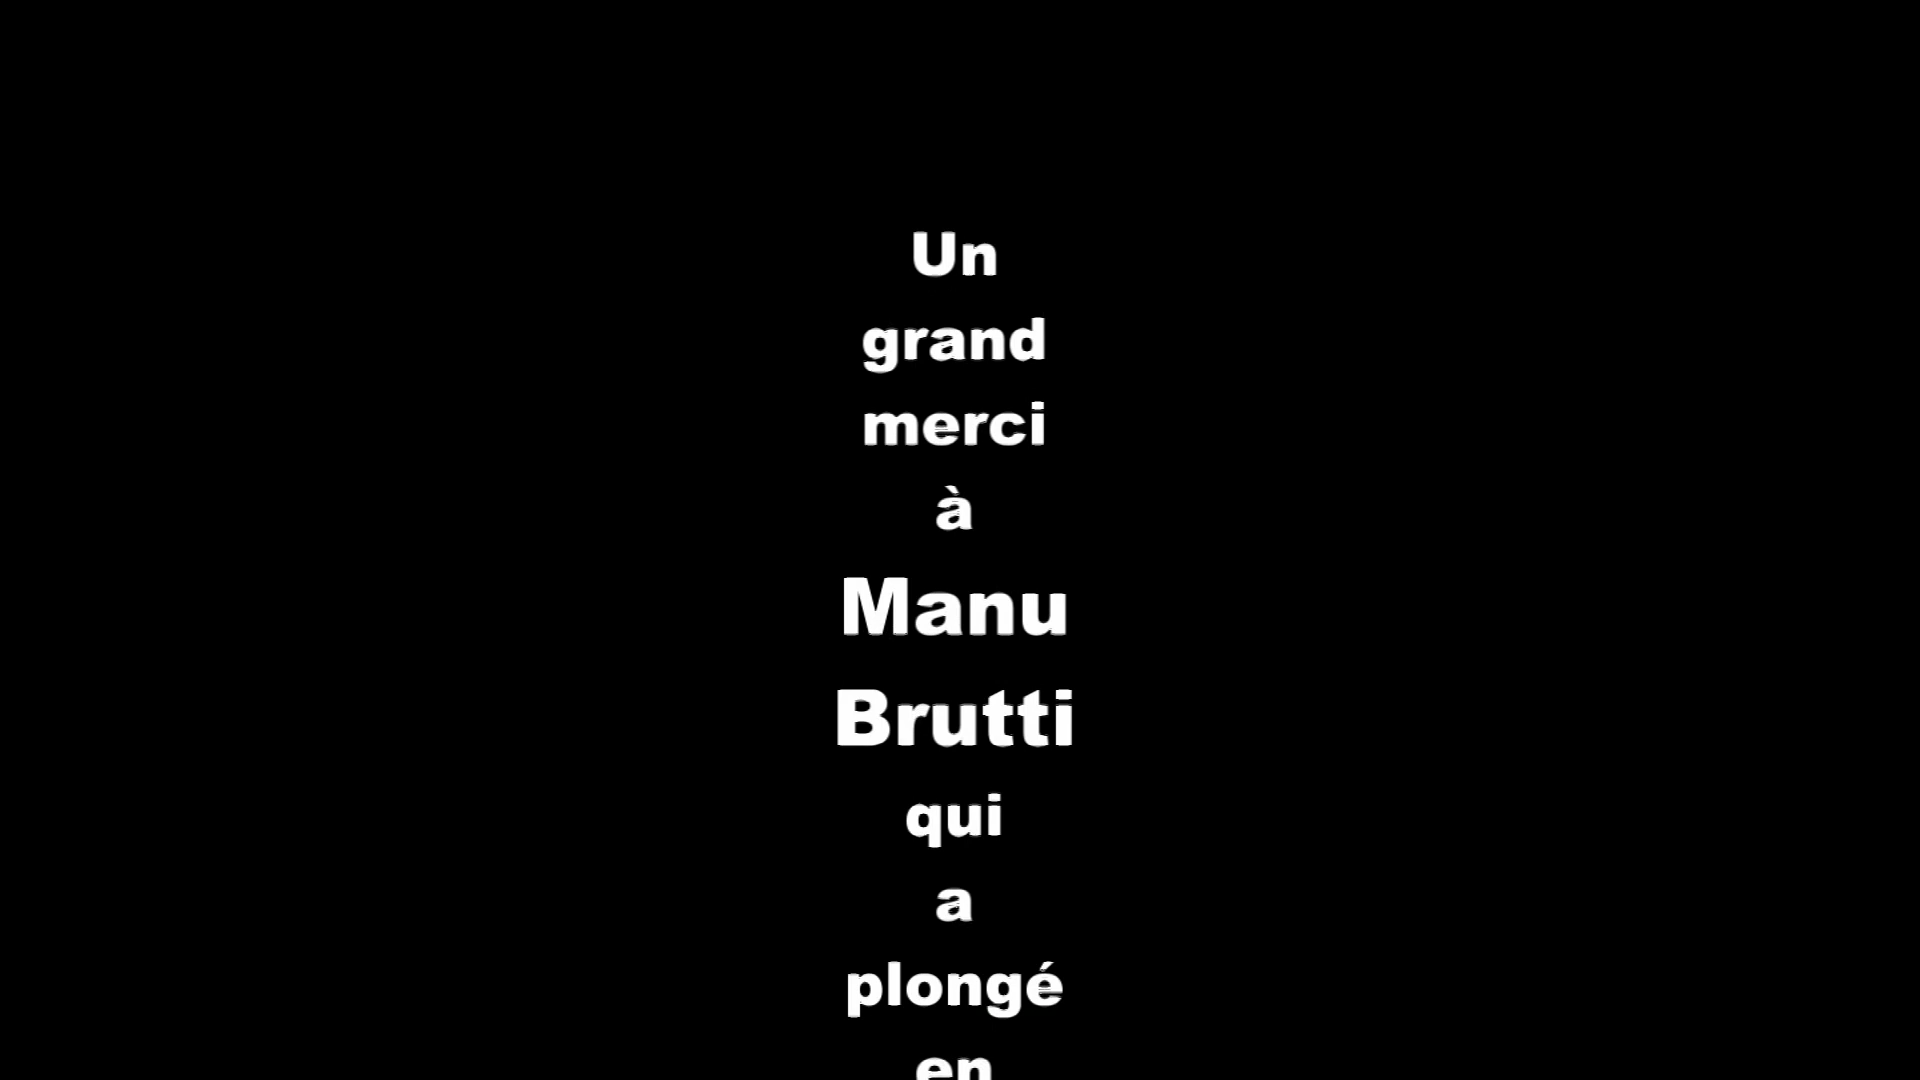 Un
grand
merci
à
Manu
Brutti
qui
a
plongé
en